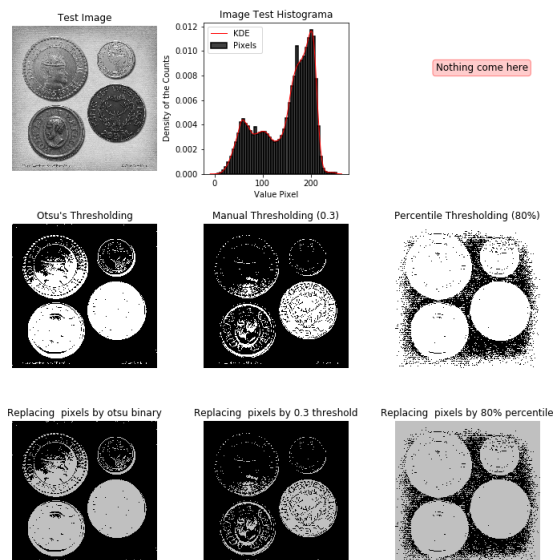 Test Image
Image Test Histograma
KDE
Pixels
Density of the Counts
0.012
0.010
0.008
0.006
0.004
0.002
0.000
0
100
200
Value Pixel
Nothing come here
Otsu's Thresholding
Manual Thresholding (0.3)
Percentile Thresholding (80%)
Replacing pixels by otsu binary
Replacing pixels by 0.3 threshold
Replacing pixels by 80% percentile